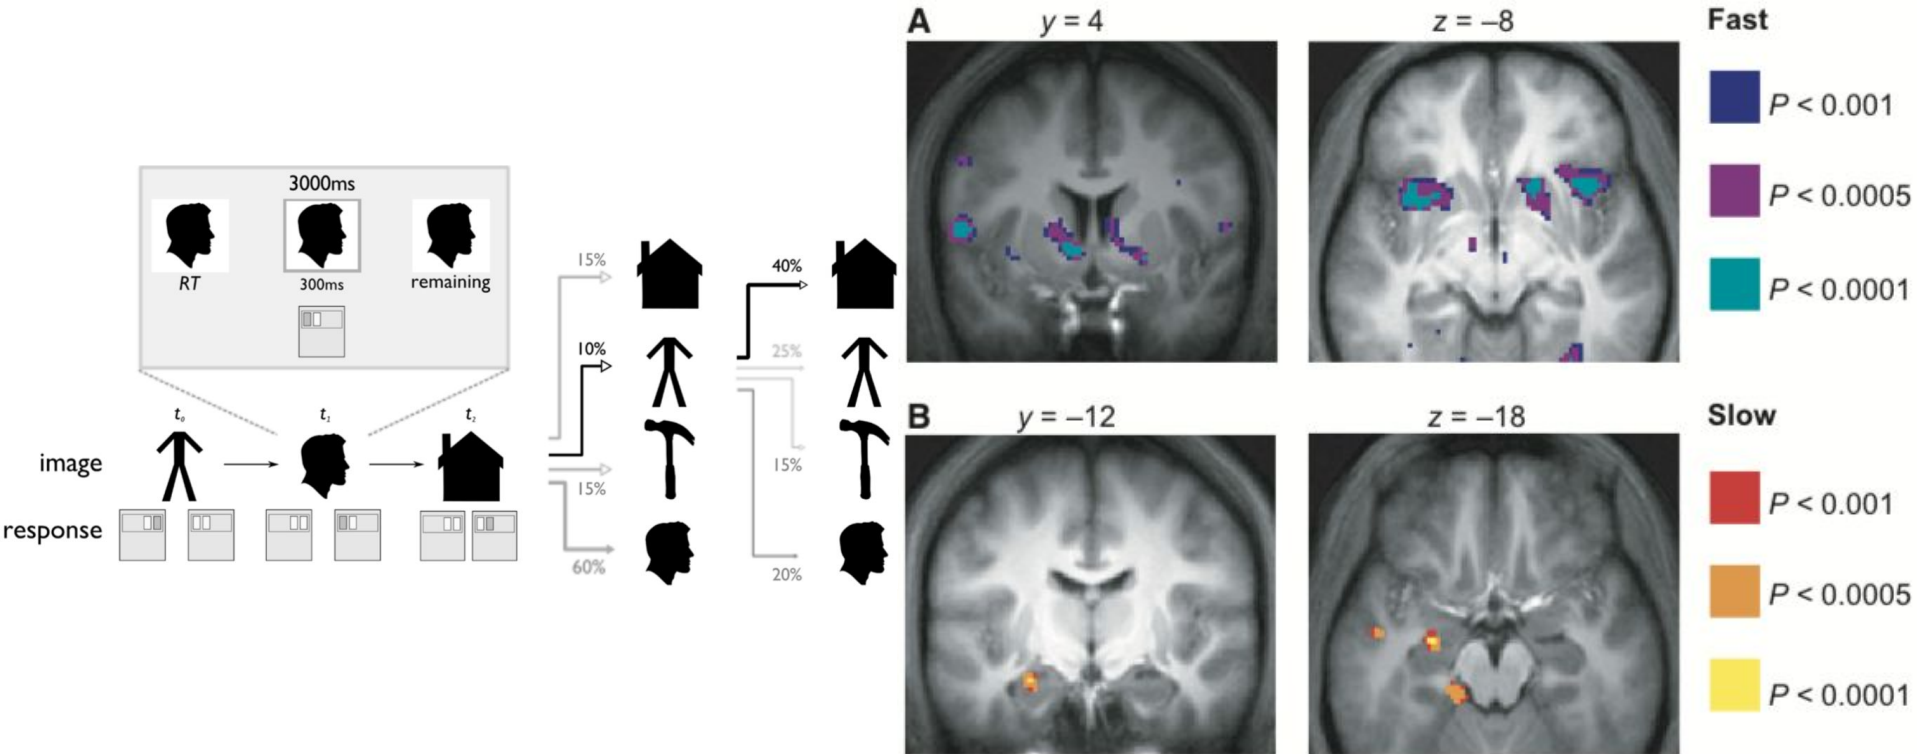 3000ms
RT
300ms
remaining
t₀
t₁
t₂
image
response
15%
10%
15%
60%
40%
25%
15%
20%
A
y = 4
z = –8
Fast
P < 0.001
P < 0.0005
P < 0.0001
B
y = –12
z = –18
Slow
P < 0.001
P < 0.0005
P < 0.0001